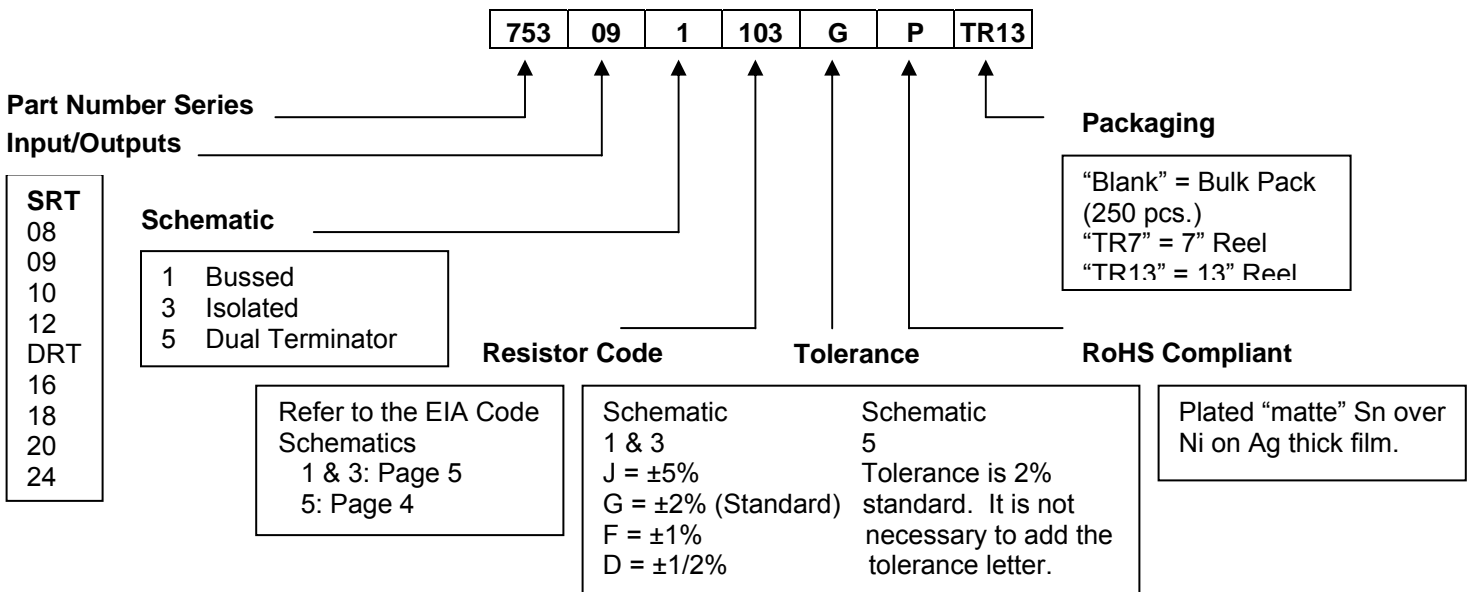 753 09 1 103 G P TR13
Part Number Series
Input/Outputs
SRT
08
09
10
12
DRT
16
18
20
24
Schematic
1 Bussed
3 Isolated
5 Dual Terminator
Resistor Code
Refer to the EIA Code
Schematics
1 & 3: Page 5
5: Page 4
Tolerance
Schematic
1 & 3
J = ±5%
G = ±2% (Standard)
F = ±1%
D = ±1/2%
Schematic
5
Tolerance is 2%
standard. It is not
necessary to add the
tolerance letter.
Packaging
“Blank” = Bulk Pack
(250 pcs.)
“TR7” = 7” Reel
“TR13” = 13” Reel
RoHS Compliant
Plated “matte” Sn over
Ni on Ag thick film.